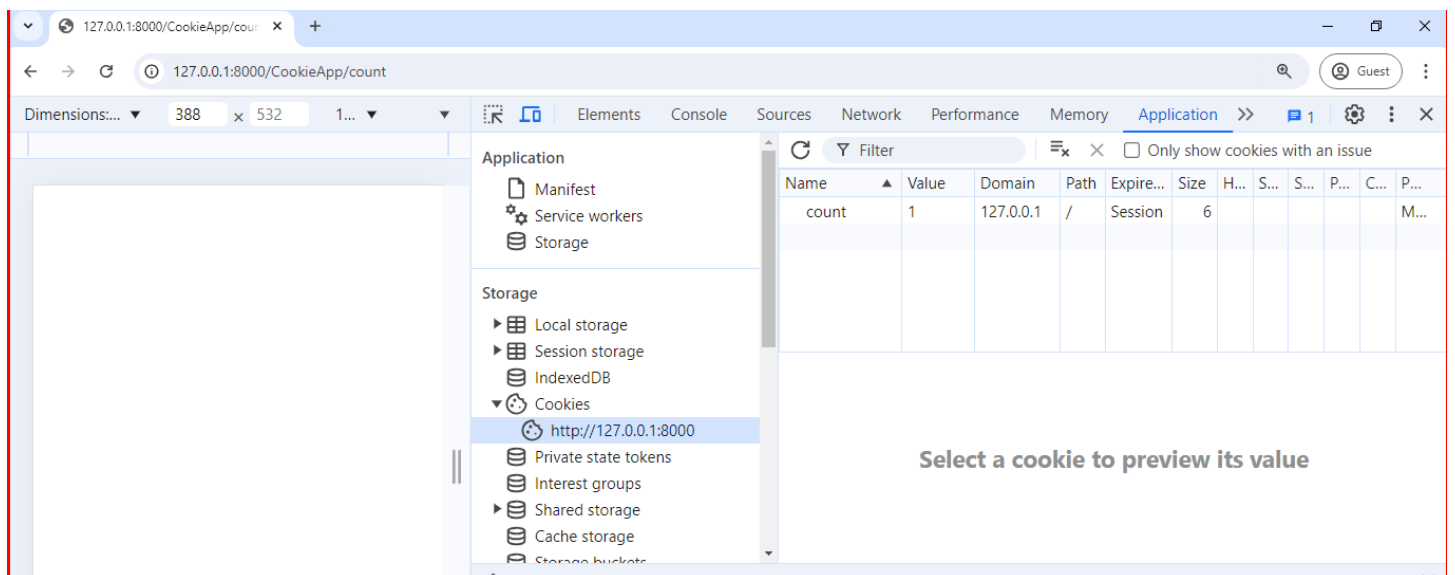 127.0.0.1:8000/CookieApp/cour
127.0.0.1:8000/CookieApp/count
Guest
Dimensions:... 388 × 532 1...
Elements Console Sources Network Performance Memory Application 1
Application
Manifest
Service workers
Storage
Storage
Local storage
Session storage
IndexedDB
Cookies
http://127.0.0.1:8000
Private state tokens
Interest groups
Shared storage
Cache storage
Storage buckets
Filter Only show cookies with an issue
Name Value Domain Path Expire... Size H... S... S... P... C... P...
count 1 127.0.0.1 / Session 6 M...
Select a cookie to preview its value